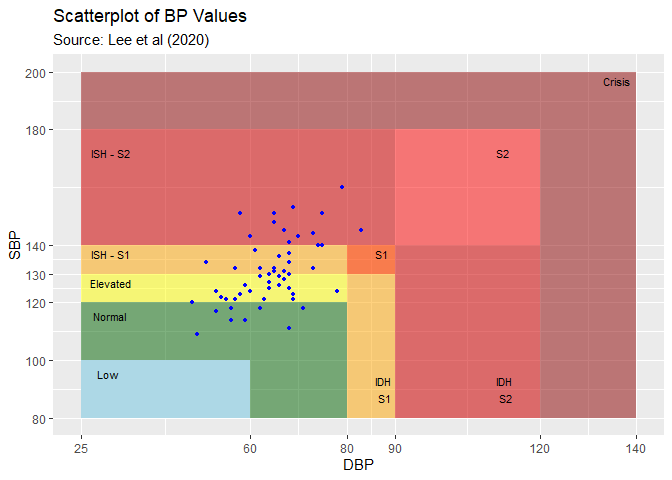 Scatterplot of BP Values
Source: Lee et al (2020)
200
Crisis
180
ISH - S2
S2
SBP
140
ISH - S1
S1
130
Elevated
120
Normal
100
Low
IDH
IDH
S1
S2
80
25
60
80
90
120
140
DBP